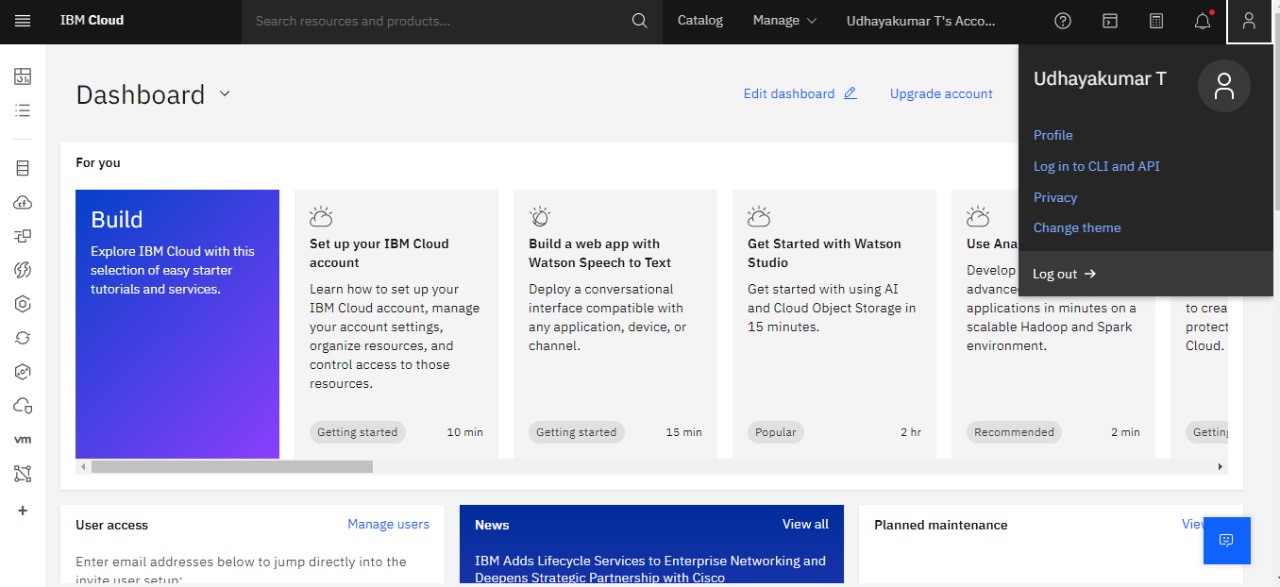 IBM Cloud
Search resources and products...
Catalog
Manage
Udhayakumar T's Acco...
Udhayakumar T
Profile
Log in to CLI and API
Privacy
Change theme
Log out →
Dashboard
Edit dashboard
Upgrade account
For you
Build
Explore IBM Cloud with this
selection of easy starter
tutorials and services.
Set up your IBM Cloud
account
Learn how to set up your
IBM Cloud account, manage
your account settings,
organize resources, and
control access to those
resources.
Getting started
10 min
Build a web app with
Watson Speech to Text
Deploy a conversational
interface compatible with
any application, device, or
channel.
Getting started
15 min
Get Started with Watson
Studio
Get started with using AI
and Cloud Object Storage in
15 minutes.
Popular
2 hr
Use Ana
Develop
advance
applications in minutes on a
scalable Hadoop and Spark
environment.
Recommended
2 min
to crea
protect
Cloud.
Getting
vm
User access
Manage users
Enter email addresses below to jump directly into the
invite user setup:
News
View all
IBM Adds Lifecycle Services to Enterprise Networking and
Deepens Strategic Partnership with Cisco
Planned maintenance